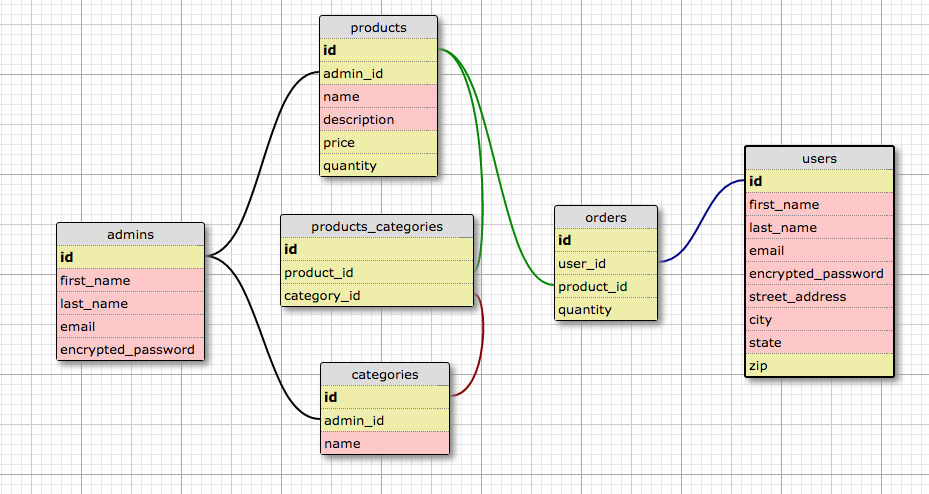 products
id
admin_id
name
description
price
quantity
admins
id
first_name
last_name
email
encrypted_password
products_categories
id
product_id
category_id
categories
id
admin_id
name
orders
id
user_id
product_id
quantity
users
id
first_name
last_name
email
encrypted_password
street_address
city
state
zip